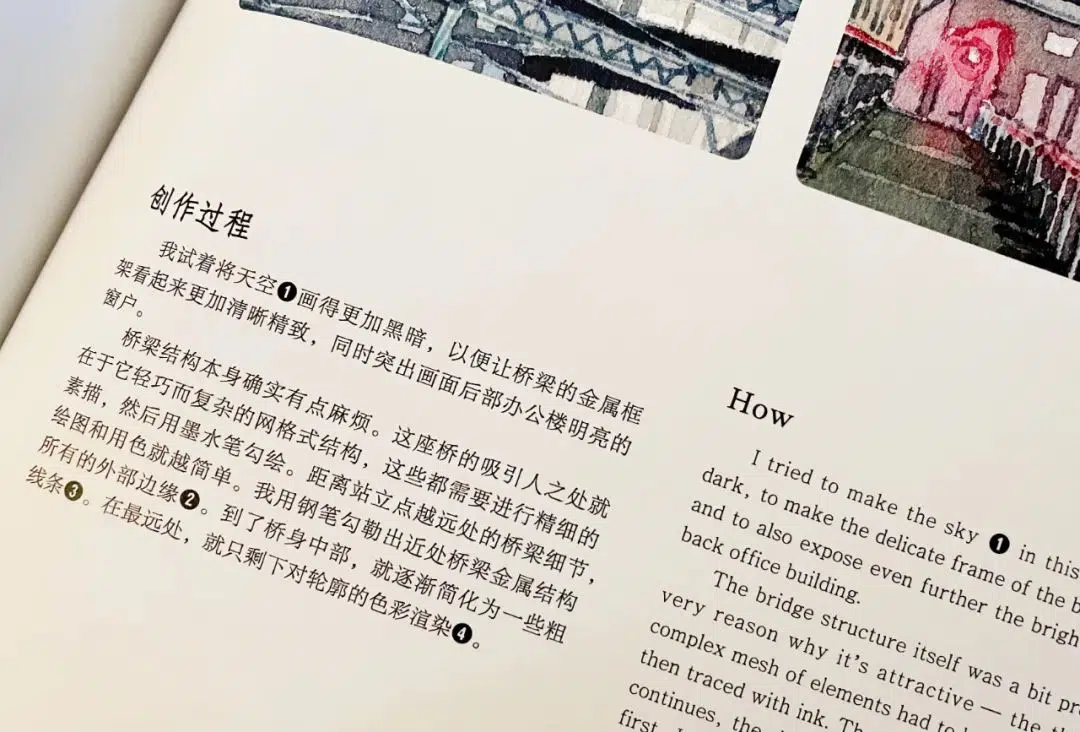 创作过程
我试着将天空❶画得更加黑暗，以便让桥梁的金属框
架看起来更加清晰精致，同时突出画面后部办公楼明亮的
窗户。
桥梁结构本身确实有点麻烦。这座桥的吸引人之处就
在于它轻巧而复杂的网格式结构，这些都需要进行精细的
素描，然后用墨水笔勾绘。距离站立点越远处的桥梁细节，
绘图和用色就越简单。我用钢笔勾勒出近处桥梁金属结构
所有的外部边缘❷。到了桥身中部，就逐渐简化为一些粗
线条❸。在最远处，就只剩下对轮廓的色彩渲染❹。
How
I tried to make the sky ❶ in this
dark, to make the delicate frame of the b
and to also expose even further the brigh
back office building.
The bridge structure itself was a bit pr
very reason why it's attractive — the th
complex mesh of elements had to b
then traced with ink. Th
continues, the
first. I